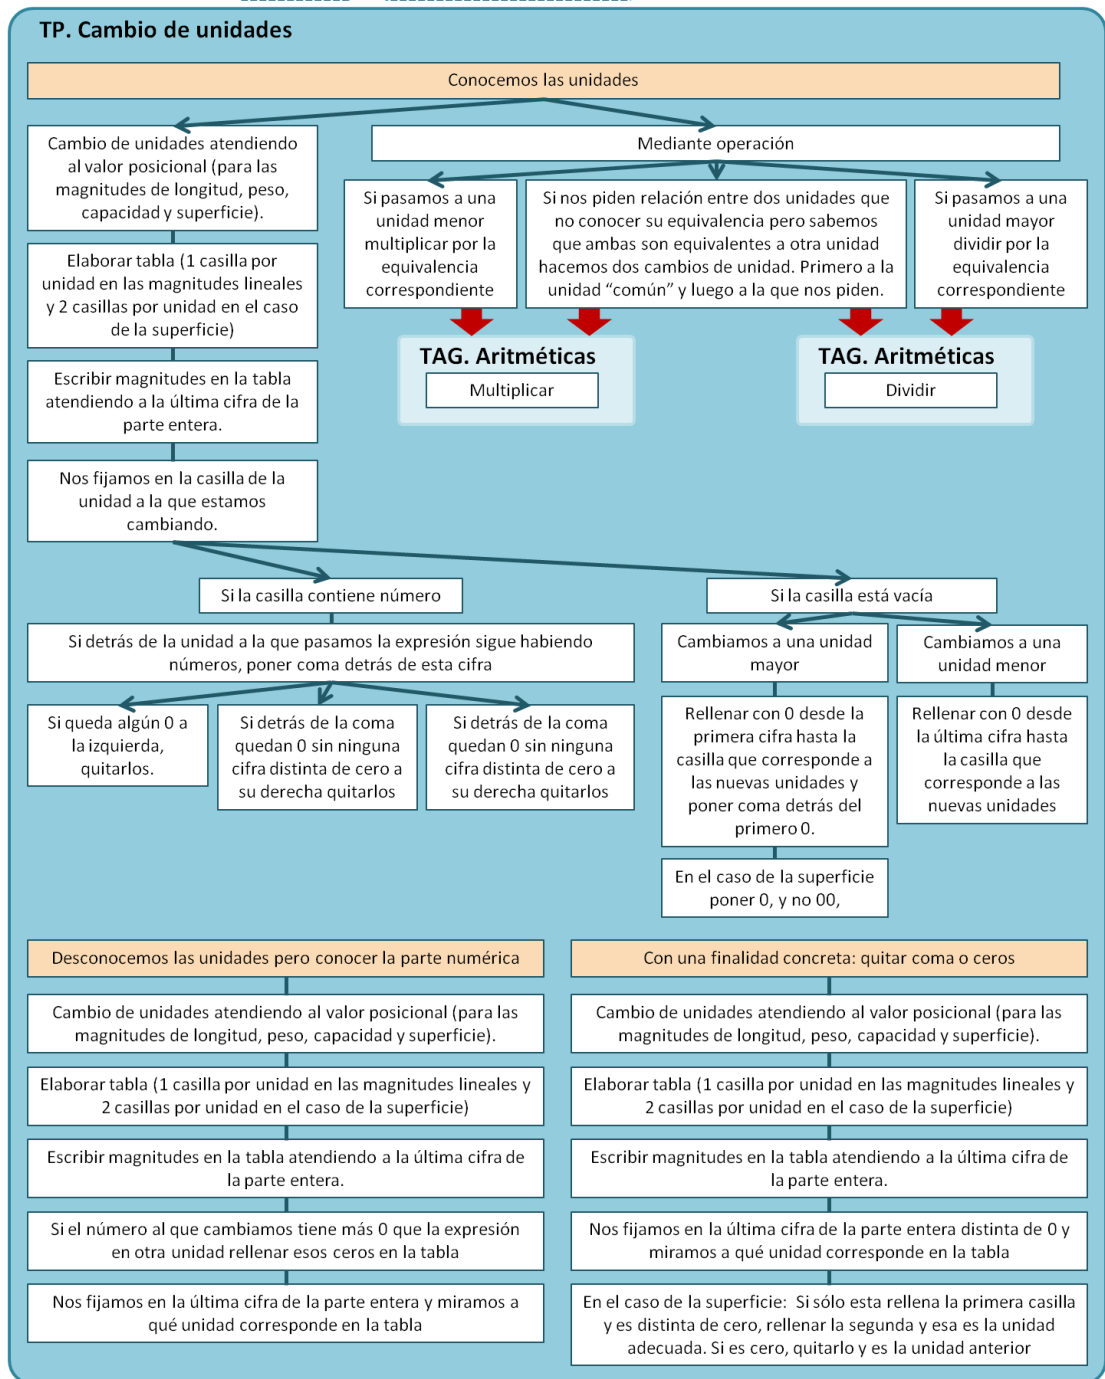 TP. Cambio de unidades
Conocemos las unidades
Cambio de unidades atendiendo
al valor posicional (para las
magnitudes de longitud, peso,
capacidad y superficie).
Elaborar tabla (1 casilla por
unidad en las magnitudes lineales
y 2 casillas por unidad en el caso
de la superficie)
Escribir magnitudes en la tabla
atendiendo a la última cifra de la
parte entera.
Nos fijamos en la casilla de la
unidad a la que estamos
cambiando.
Mediante operación
Si pasamos a una
unidad menor
multiplicar por la
equivalencia
correspondiente
Si nos piden relación entre dos unidades que
no conocer su equivalencia pero sabemos
que ambas son equivalentes a otra unidad
hacemos dos cambios de unidad. Primero a la
unidad “común” y luego a la que nos piden.
Si pasamos a una
unidad mayor
dividir por la
equivalencia
correspondiente
TAG. Aritméticas
Multiplicar
TAG. Aritméticas
Dividir
Si la casilla contiene número
Si detrás de la unidad a la que pasamos la expresión sigue habiendo
números, poner coma detrás de esta cifra
Si queda algún 0 a
la izquierda,
quitarlos.
Si detrás de la coma
quedan 0 sin ninguna
cifra distinta de cero a
su derecha quitarlos
Si detrás de la coma
quedan 0 sin ninguna
cifra distinta de cero a
su derecha quitarlos
Si la casilla está vacía
Cambiamos a una unidad
mayor
Rellenar con 0 desde la
primera cifra hasta la
casilla que corresponde a
las nuevas unidades y
poner coma detrás del
primero 0.
En el caso de la superficie
poner 0, y no 00,
Cambiamos a una
unidad menor
Rellenar con 0 desde
la última cifra hasta
la casilla que
corresponde a las
nuevas unidades
Desconocemos las unidades pero conocer la parte numérica
Cambio de unidades atendiendo al valor posicional (para las
magnitudes de longitud, peso, capacidad y superficie).
Elaborar tabla (1 casilla por unidad en las magnitudes lineales y
2 casillas por unidad en el caso de la superficie)
Escribir magnitudes en la tabla atendiendo a la última cifra de
la parte entera.
Si el número al que cambiamos tiene más 0 que la expresión
en otra unidad rellenar esos ceros en la tabla
Nos fijamos en la última cifra de la parte entera y miramos a
qué unidad corresponde en la tabla
Con una finalidad concreta: quitar coma o ceros
Cambio de unidades atendiendo al valor posicional (para las
magnitudes de longitud, peso, capacidad y superficie).
Elaborar tabla (1 casilla por unidad en las magnitudes lineales y
2 casillas por unidad en el caso de la superficie)
Escribir magnitudes en la tabla atendiendo a la última cifra de
la parte entera.
Nos fijamos en la última cifra de la parte entera distinta de 0 y
miramos a qué unidad corresponde en la tabla
En el caso de la superficie: Si sólo esta rellena la primera casilla
y es distinta de cero, rellenar la segunda y esa es la unidad
adecuada. Si es cero, quitarlo y es la unidad anterior